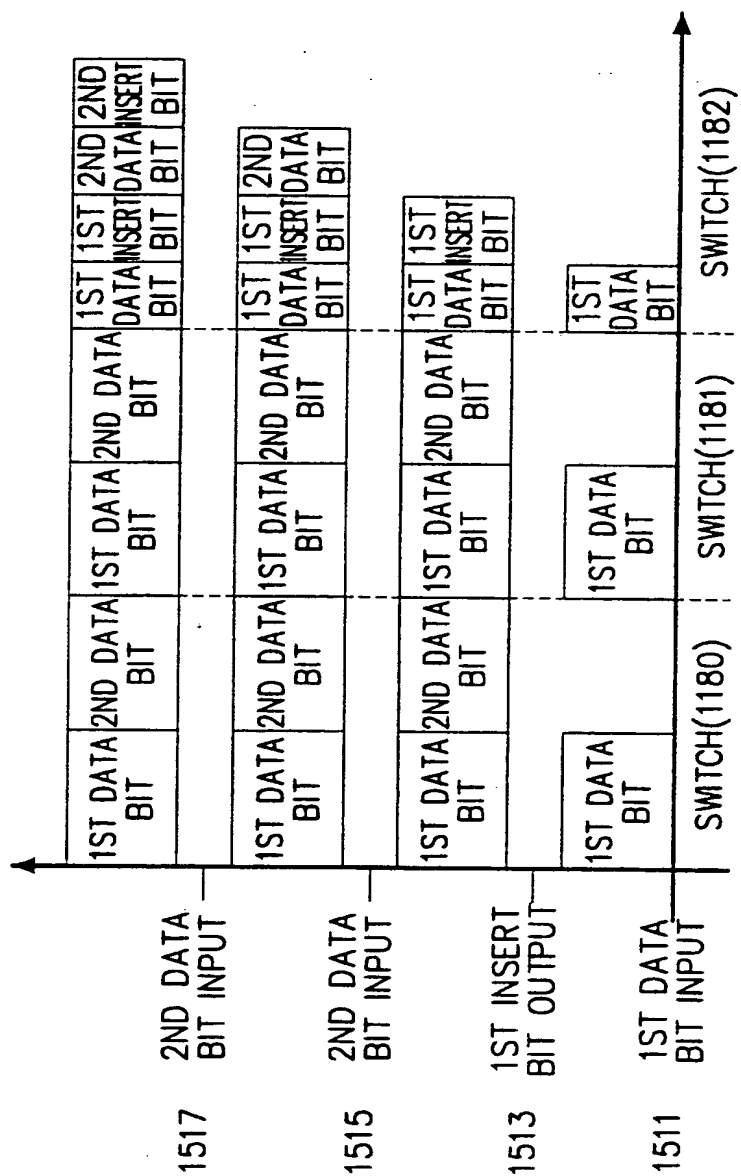 1517
2ND DATA
BIT INPUT
1ST DATA
BIT
2ND DATA
BIT
1ST DATA
BIT
2ND DATA
BIT
1ST
DATA
BIT
1ST
INSERT
BIT
2ND
DATA
BIT
2ND
INSERT
BIT
1515
2ND DATA
BIT INPUT
1ST DATA
BIT
2ND DATA
BIT
1ST DATA
BIT
2ND DATA
BIT
1ST
DATA
BIT
1ST
INSERT
BIT
2ND
DATA
BIT
1513
1ST INSERT
BIT OUTPUT
1ST DATA
BIT
2ND DATA
BIT
1ST DATA
BIT
2ND DATA
BIT
1ST
DATA
BIT
1ST
INSERT
BIT
1511
1ST DATA
BIT INPUT
1ST DATA
BIT
1ST DATA
BIT
1ST
DATA
BIT
SWITCH(1180)
SWITCH(1181)
SWITCH(1182)